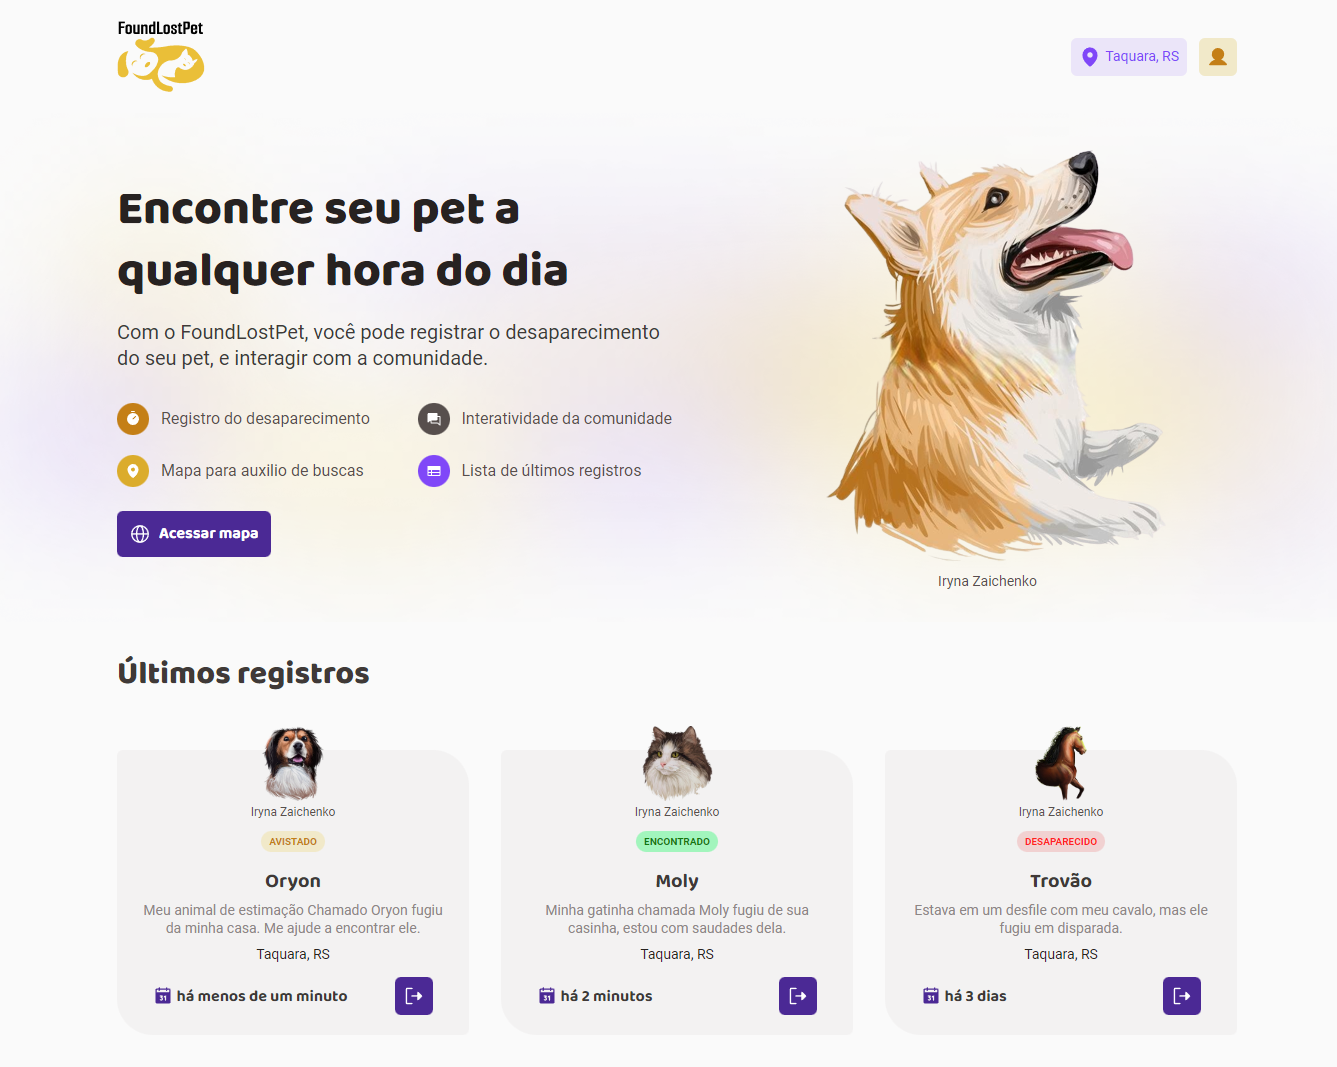 FoundLostPet
Taquara, RS
Encontre seu pet a
qualquer hora do dia
Com o FoundLostPet, você pode registrar o desaparecimento
do seu pet, e interagir com a comunidade.
Registro do desaparecimento
Interatividade da comunidade
Mapa para auxilio de buscas
Lista de últimos registros
Acessar mapa
Iryna Zaichenko
Últimos registros
Iryna Zaichenko
AVISTADO
Oryon
Meu animal de estimação Chamado Oryon fugiu
da minha casa. Me ajude a encontrar ele.
Taquara, RS
31 há menos de um minuto
Iryna Zaichenko
ENCONTRADO
Moly
Minha gatinha chamada Moly fugiu de sua
casinha, estou com saudades dela.
Taquara, RS
31 há 2 minutos
Iryna Zaichenko
DESAPARECIDO
Trovão
Estava em um desfile com meu cavalo, mas ele
fugiu em disparada.
Taquara, RS
31 há 3 dias